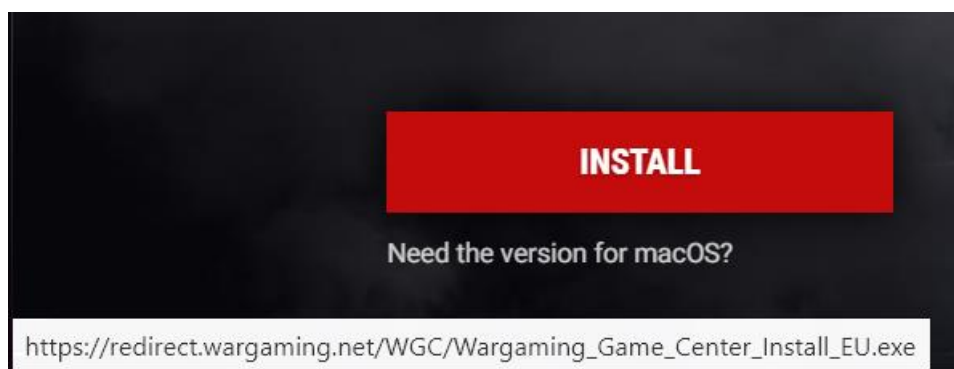 INSTALL
Need the version for macOS?
https://redirect.wargaming.net/WGC/Wargaming_Game_Center_Install_EU.exe